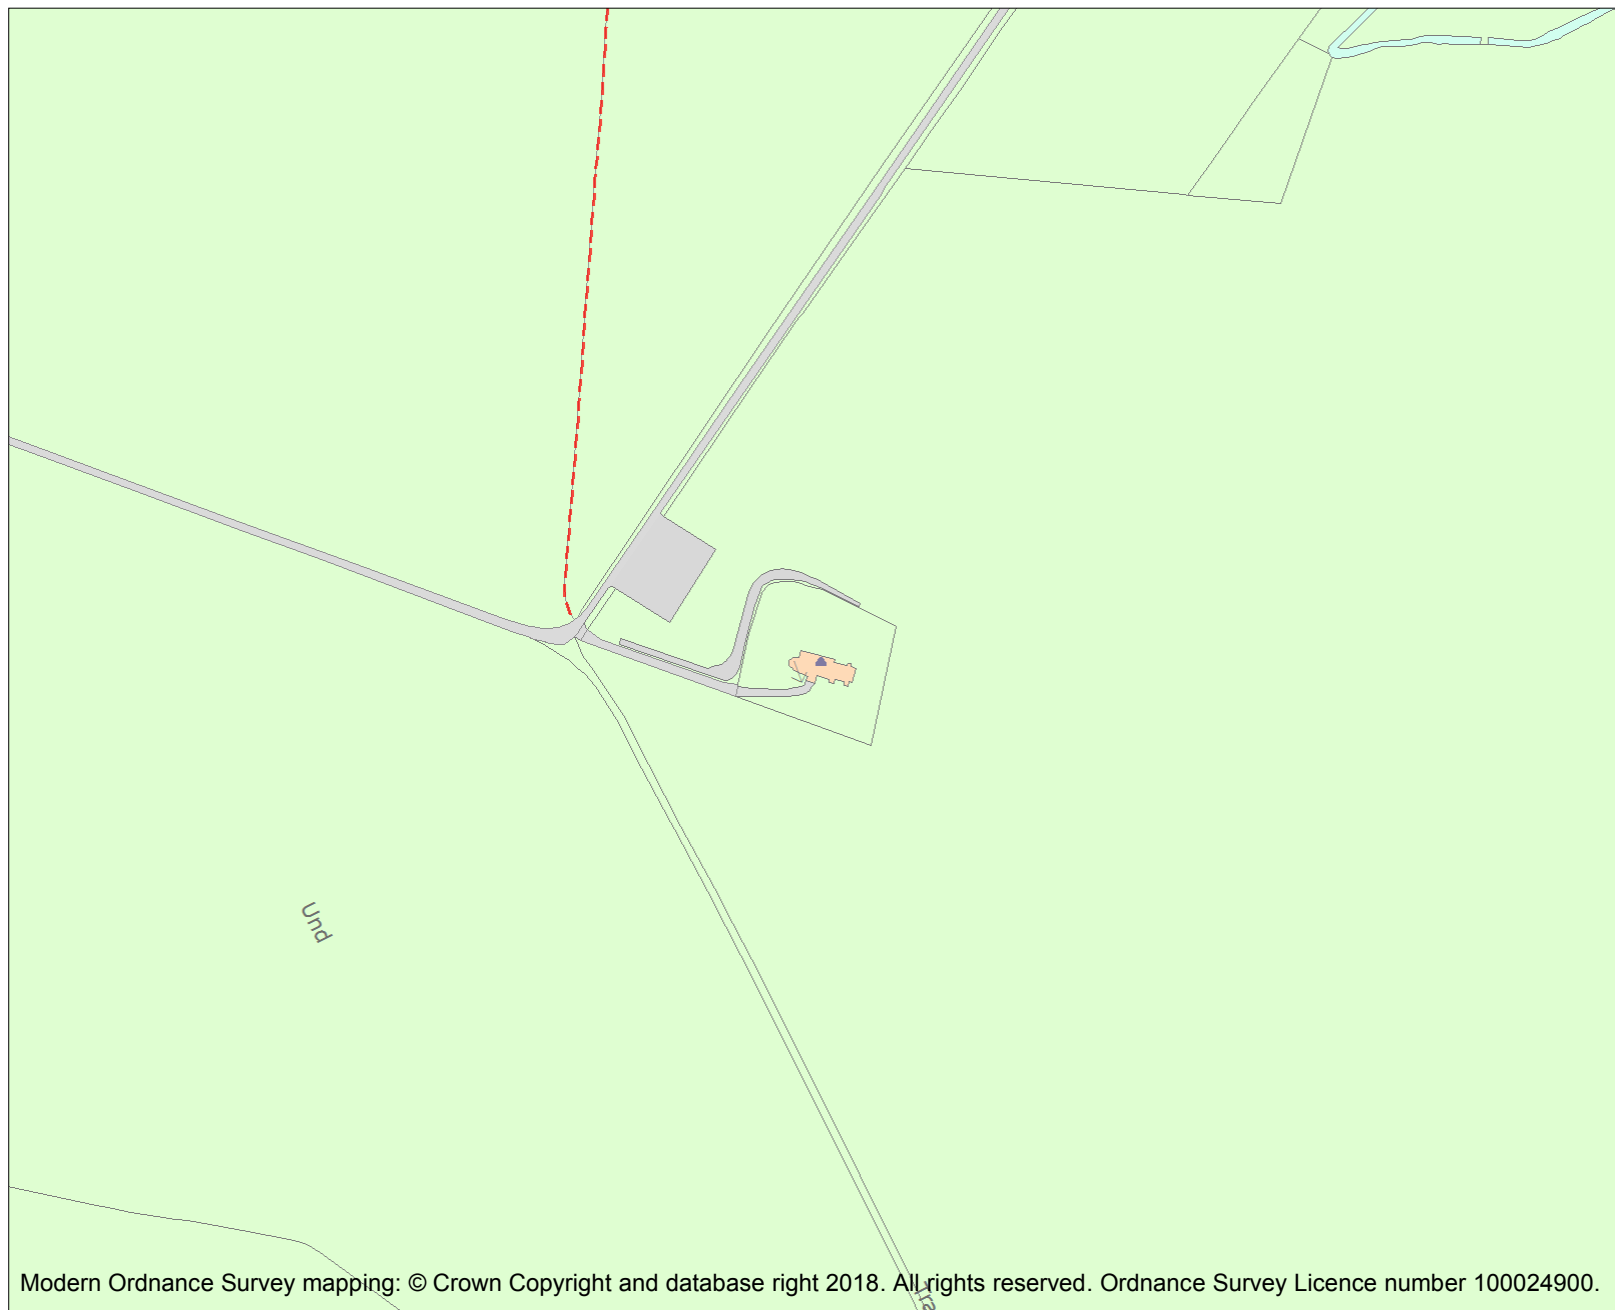 Und
Modern Ordnance Survey mapping: © Crown Copyright and database right 2018. All rights reserved. Ordnance Survey Licence number 100024900.
Tra